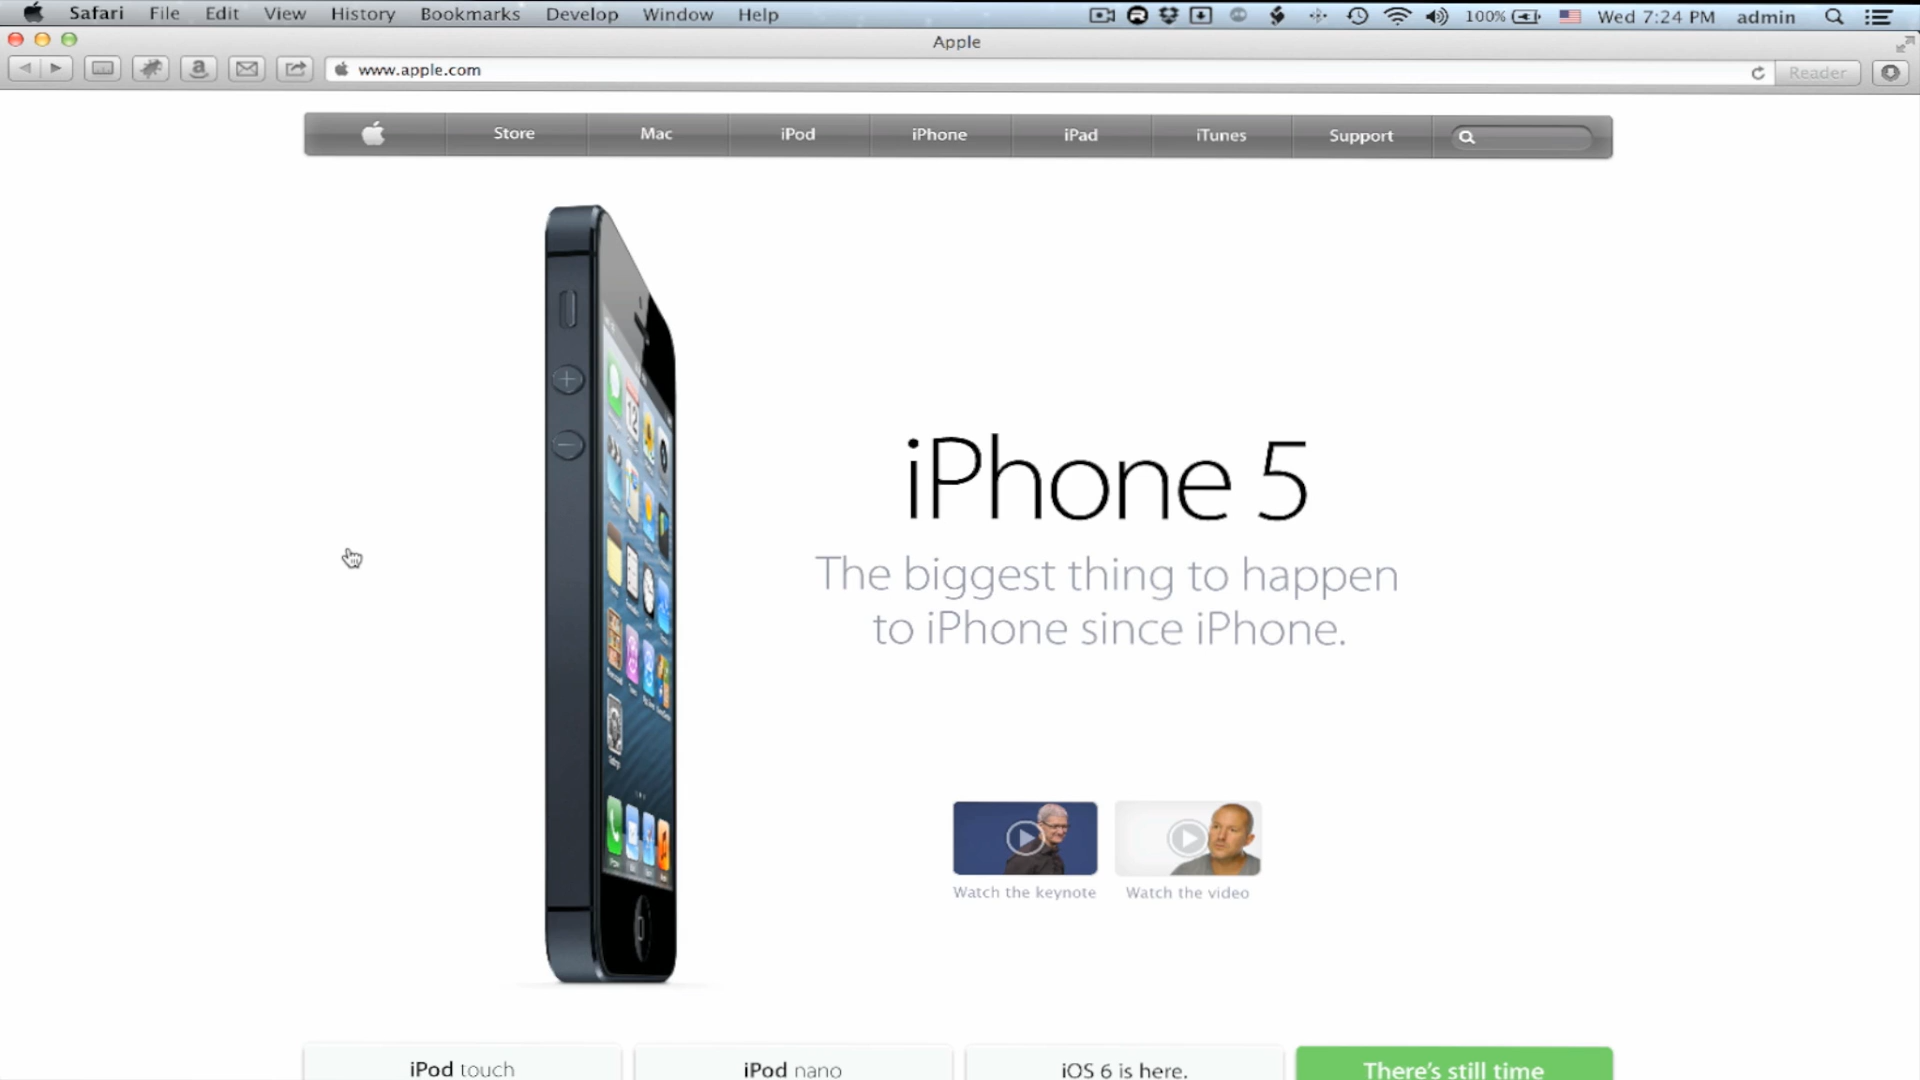 Safari File Edit View History Bookmarks Develop Window Help 100% Wed 7:24 PM admin
Apple
www.apple.com Reader
Store Mac iPod iPhone iPad iTunes Support
iPhone 5
The biggest thing to happen
to iPhone since iPhone.
Watch the keynote Watch the video
iPod touch iPod nano iOS 6 is here. There's still time